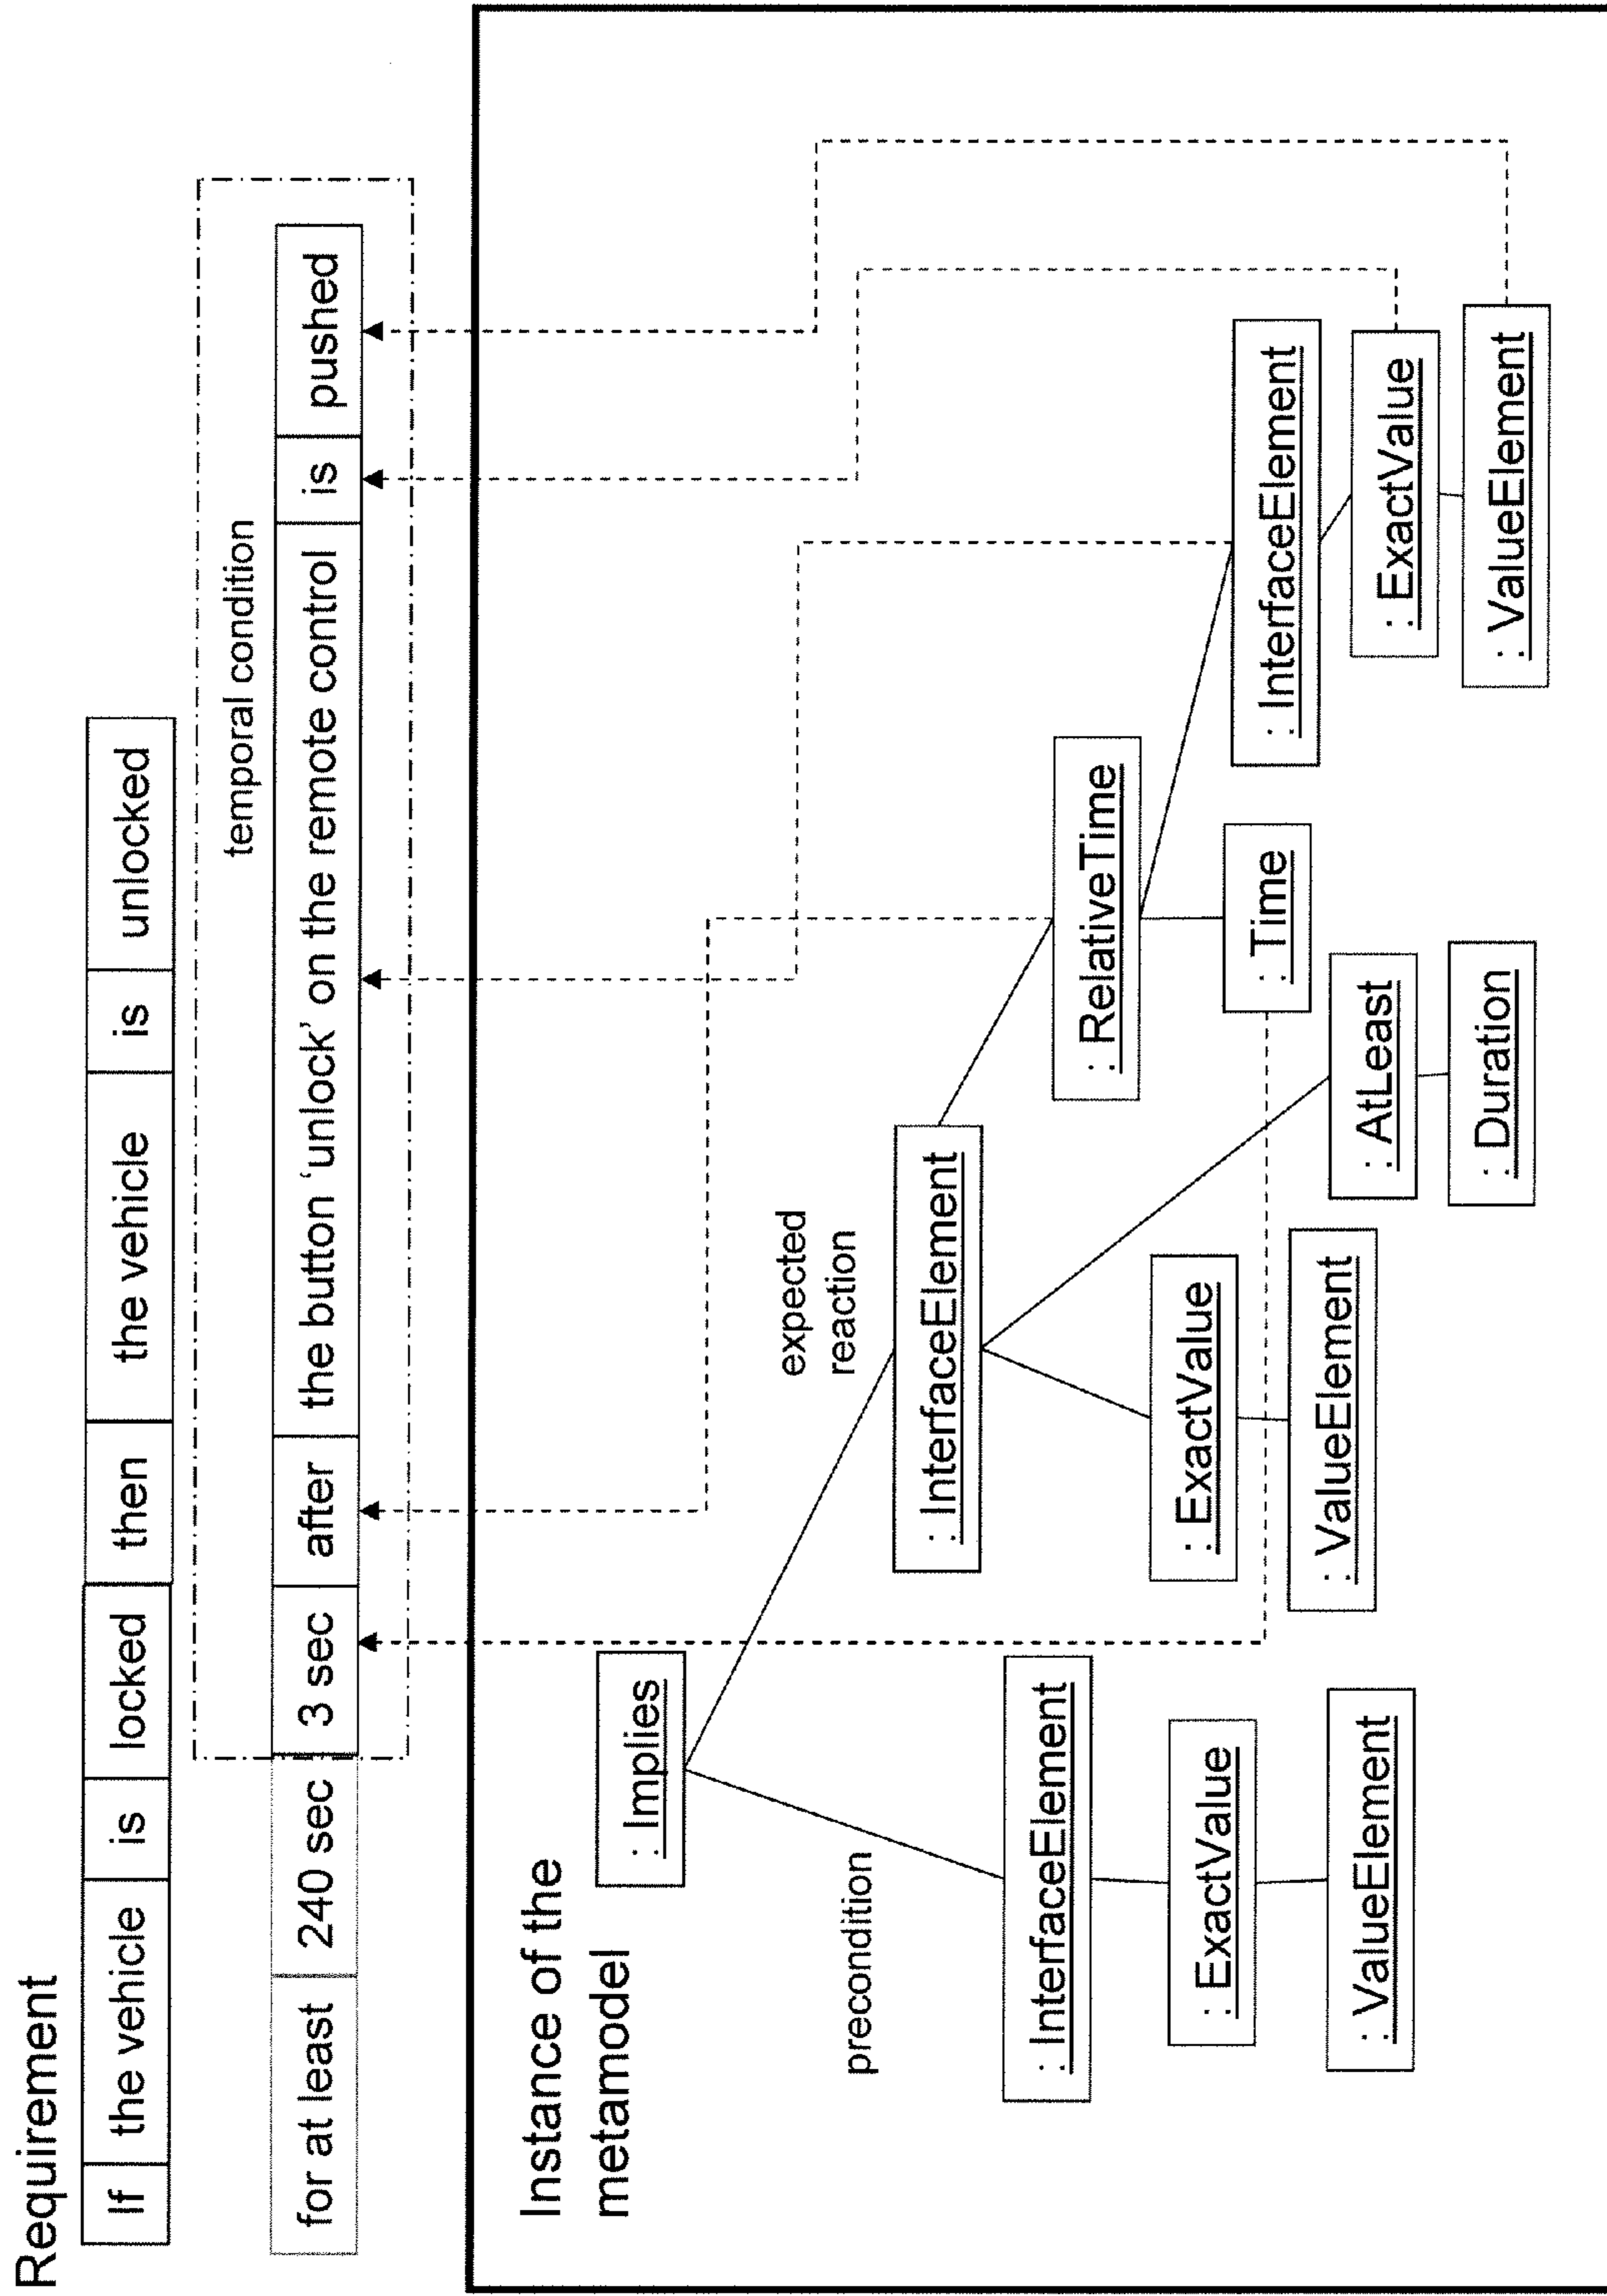 Requirement
If the vehicle is locked then the vehicle is unlocked
temporal condition
for at least 240 sec 3 sec after the button ‘unlock’ on the remote control is pushed
Instance of the
metamodel
: Implies
precondition
expected
reaction
: InterfaceElement
: InterfaceElement
: RelativeTime
: ExactValue
: ExactValue
: Time
: InterfaceElement
: ValueElement
: ValueElement
: AtLeast
: ExactValue
: Duration
: ValueElement